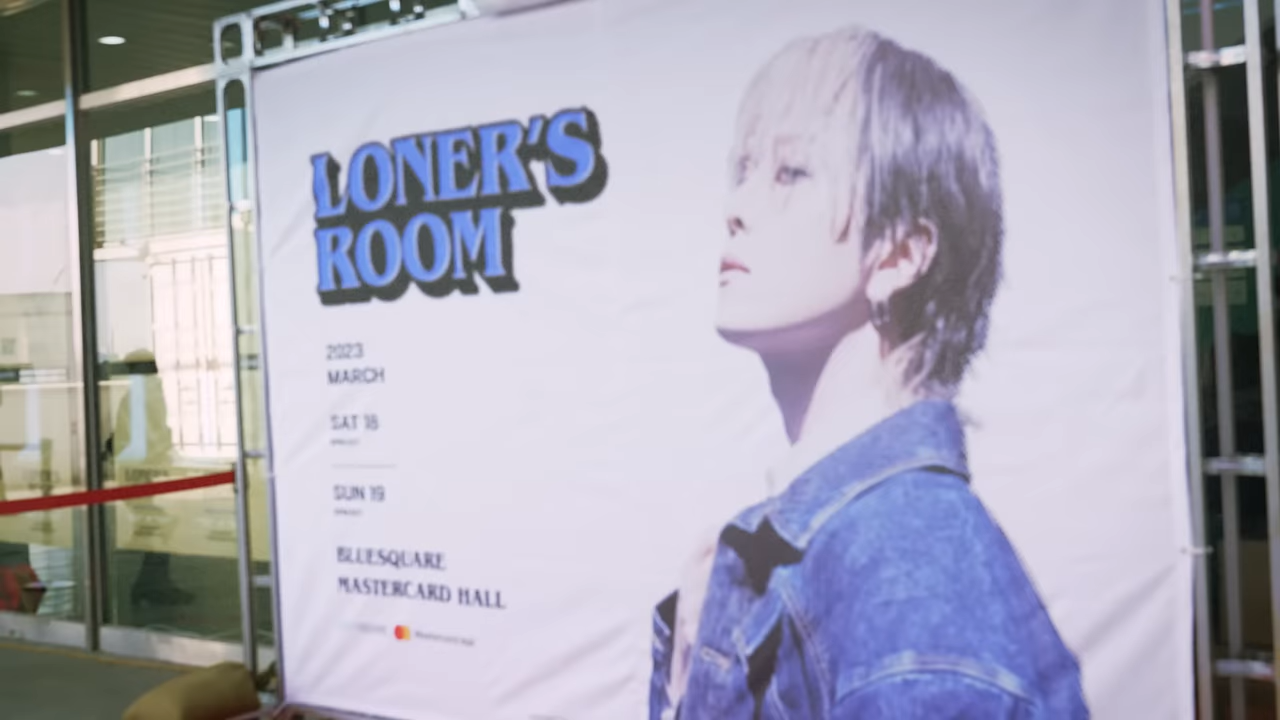 LONER'S
ROOM
2023
MARCH
SAT 18
SUN 19
BLUESQUARE
MASTERCARD HALL